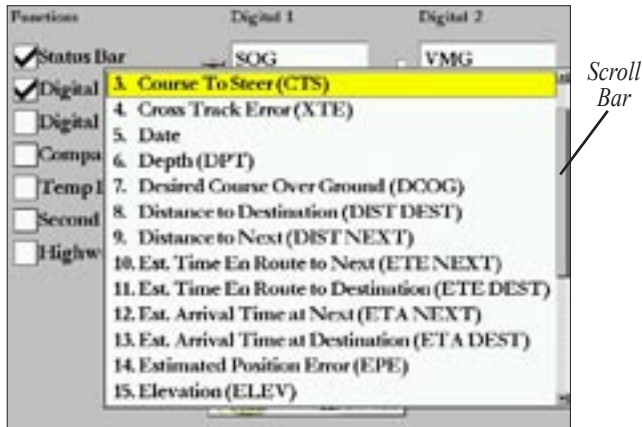 Functions Digital 1 Digital 2
Status Bar SOG VMG
Digital
Digital
Compa
Temp
Second
Highw
3. Course To Steer (CTS)
4. Cross Track Error (XTE)
5. Date
6. Depth (DPT)
7. Desired Course Over Ground (DCOG)
8. Distance to Destination (DIST DEST)
9. Distance to Next (DIST NEXT)
10. Est. Time En Route to Next (ETE NEXT)
11. Est. Time En Route to Destination (ETE DEST)
12. Est. Arrival Time at Next (ETA NEXT)
13. Est. Arrival Time at Destination (ETA DEST)
14. Estimated Position Error (EPE)
15. Elevation (ELEV)
Scroll
Bar